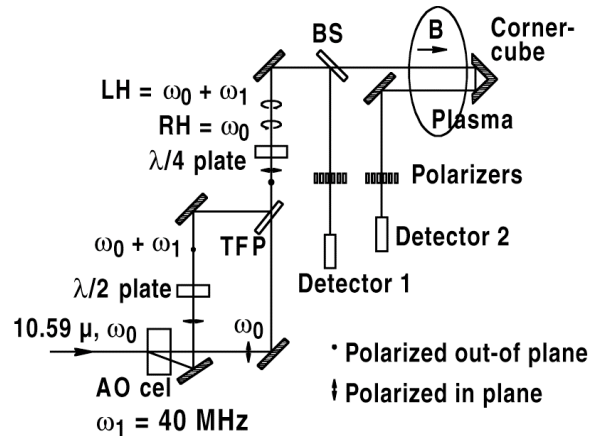 BS
B
Corner-
cube
LH = ω0 + ω1
RH = ω0
λ/4 plate
Plasma
Polarizers
TFP
ω0 + ω1
Detector 2
Detector 1
λ/2 plate
10.59 μ, ω0
ω0
• Polarized out-of plane
AO cel
Polarized in plane
ω1 = 40 MHz